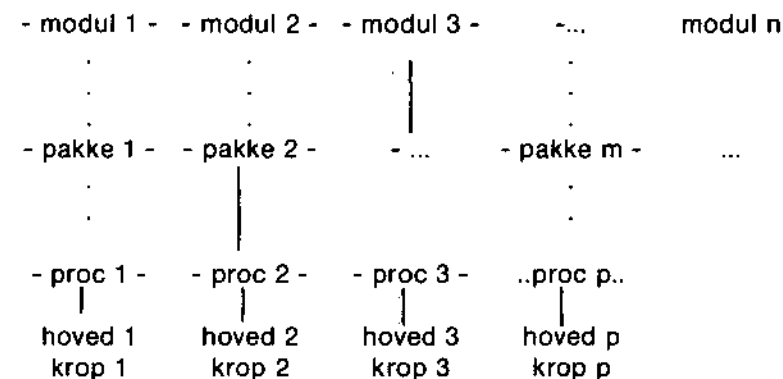 - modul 1 - - modul 2 - - modul 3 - -... modul n
- pakke 1 - - pakke 2 - - ... - pakke m - ...
- proc 1 - - proc 2 - - proc 3 - ..proc p..
hoved 1 hoved 2 hoved 3 hoved p
krop 1 krop 2 krop 3 krop p